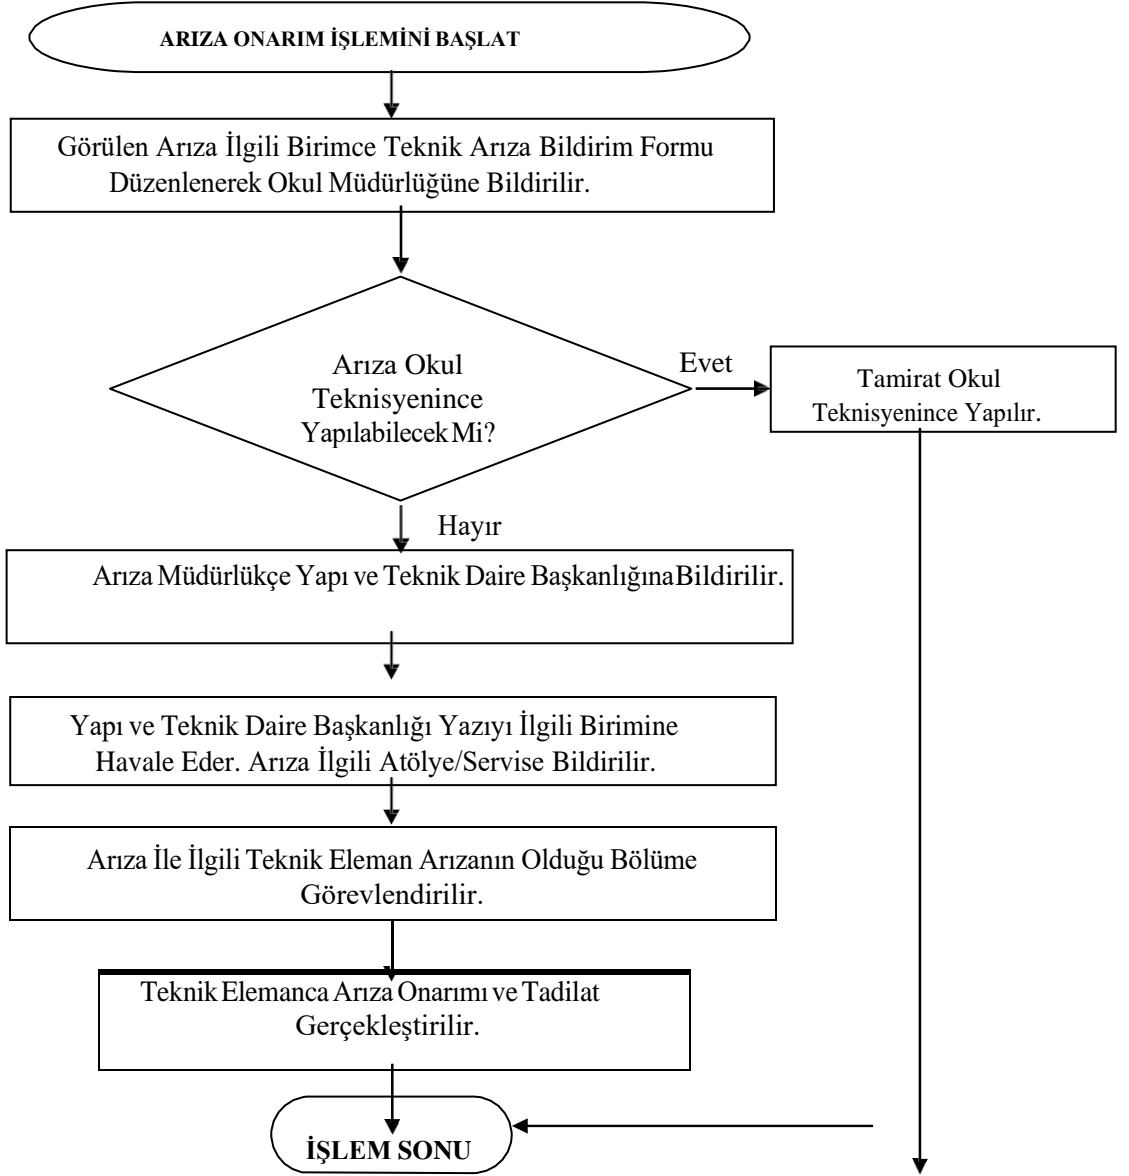 ARIZA ONARIM İŞLEMİNİ BAŞLAT
Görülen Arıza İlgili Birimce Teknik Arıza Bildirim Formu
Düzenlenerek Okul Müdürlüğüne Bildirilir.
Arıza Okul
Teknisyenince
Yapılabilecek Mi?
Evet
Tamirat Okul
Teknisyenince Yapılır.
Hayır
Arıza Müdürlükçe Yapı ve Teknik Daire Başkanlığına Bildirilir.
Yapı ve Teknik Daire Başkanlığı Yazıyı İlgili Birimine
Havale Eder. Arıza İlgili Atölye/Servise Bildirilir.
Arıza İle İlgili Teknik Eleman Arızanın Olduğu Bölüme
Görevlendirilir.
Teknik Elemanca Arıza Onarımı ve Tadilat
Gerçekleştirilir.
İŞLEM SONU